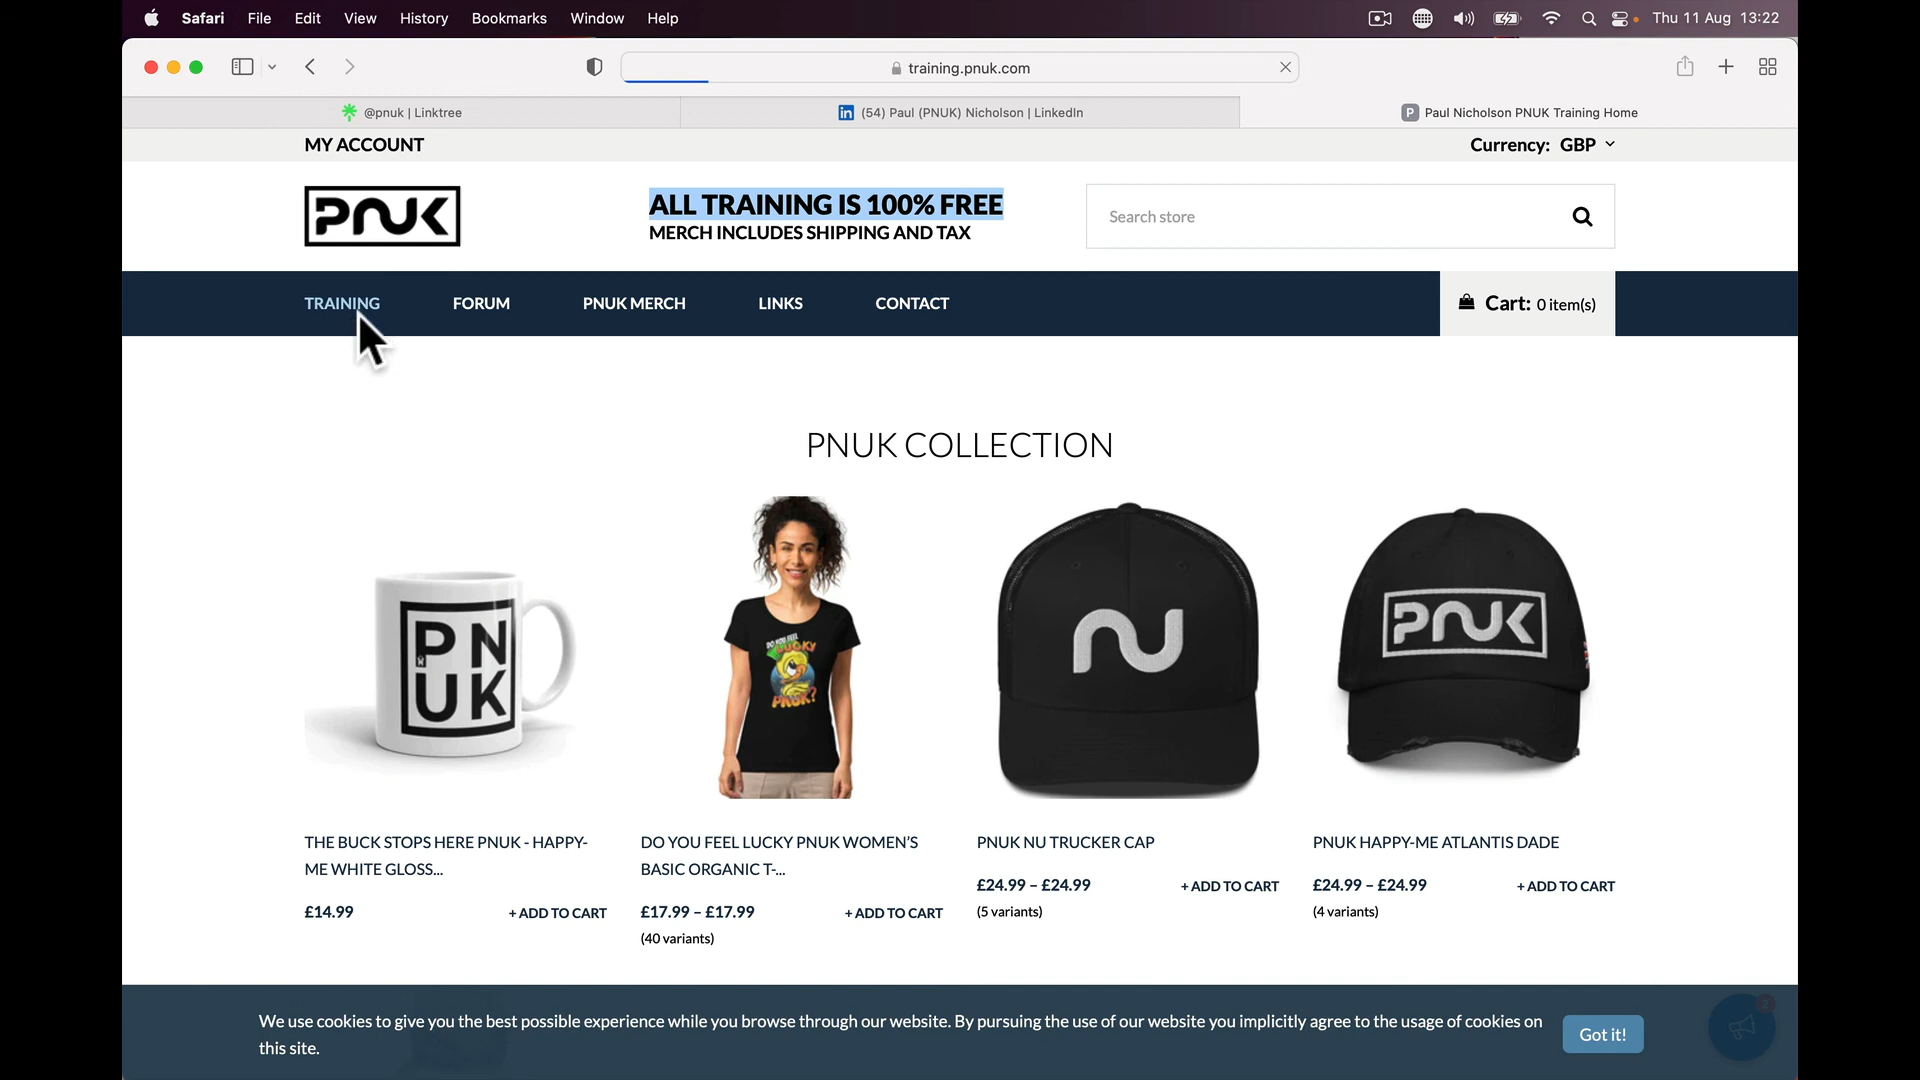 Safari File Edit View History Bookmarks Window Help Thu 11 Aug 13:22
training.pnuk.com
@pnuk | Linktree
(54) Paul (PNUK) Nicholson | LinkedIn
Paul Nicholson PNUK Training Home
MY ACCOUNT
Currency: GBP
PNUK
ALL TRAINING IS 100% FREE
MERCH INCLUDES SHIPPING AND TAX
Search store
TRAINING FORUM PNUK MERCH LINKS CONTACT
Cart: 0 item(s)
PNUK COLLECTION
PN
UK
DO YOU FEEL
LUCKY
PNUK?
NU
PNUK
THE BUCK STOPS HERE PNUK - HAPPY-
ME WHITE GLOSS...
£14.99
+ ADD TO CART
DO YOU FEEL LUCKY PNUK WOMEN’S
BASIC ORGANIC T-...
£17.99 – £17.99
+ ADD TO CART
(40 variants)
PNUK NU TRUCKER CAP
£24.99 – £24.99
+ ADD TO CART
(5 variants)
PNUK HAPPY-ME ATLANTIS DADE
£24.99 – £24.99
+ ADD TO CART
(4 variants)
We use cookies to give you the best possible experience while you browse through our website. By pursuing the use of our website you implicitly agree to the usage of cookies on
this site.
Got it!
2